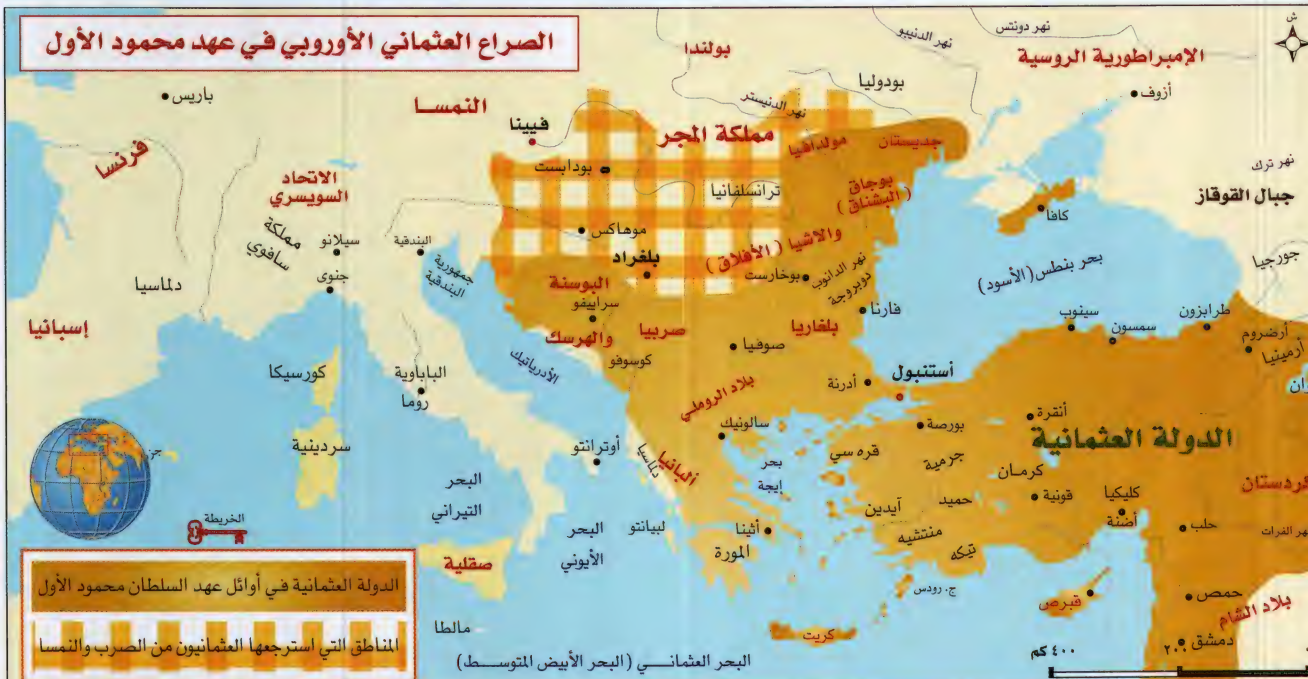 الصراع العثماني الأوروبي في عهد محمود الأول
بولندا
نهر الدنيبو
نهر دونتس
الإمبراطورية الروسية
ش
باريس
النمسا
بودوليا
أزوف
نهر الدنيستر
فيينا
مملكة المجر
مولدافيا
جديستان
فرنسا
الاتحاد
السويسري
بودابست
ترانسلفانيا
بوجاق
(البشناق)
نهر ترك
جبال القوقاز
كافا
مملكة
سافوي
سيلانو
البندقية
موهاكس
والاشيا (الأفلاق)
بحر بنطس (الأسود)
جورجيا
دلماسيا
جنوى
جمهورية
البندقية
بلغراد
بوخارست
نهر الدانوب
دوبروجة
البوسنة
والهرسك
سراييفو
صربيا
بلغاريا
فارنا
سينوب
سمسون
طرابزون
أرضروم
أرمينيا
إسبانيا
كورسيكا
الأدرياتيك
كوسوفو
صوفيا
البابوية
روما
بلاد الروملي
أدرنة
أستنبول
أنقرة
الدولة العثمانية
سردينية
أوترانتو
دلماسيا
ألبانيا
سالونيك
بورصة
قره سي
جرمية
كرمان
كردستان
البحر
التيراني
البحر
الأيوني
لبيانتو
بحر
إيجة
آيدين
حميد
قونية
كليكيا
أضنة
حلب
نهر الفرات
أثينا
المورة
منتشيه
تيكه
الخريطة
صقلية
ج. رودس
قبرص
حمص
بلاد الشام
كريت
مالطا
دمشق
البحر العثماني (البحر الأبيض المتوسط)
٤٠٠ كم
٢٠٠
الدولة العثمانية في أوائل عهد السلطان محمود الأول
المناطق التي استرجعها العثمانيون من الصرب والنمسا